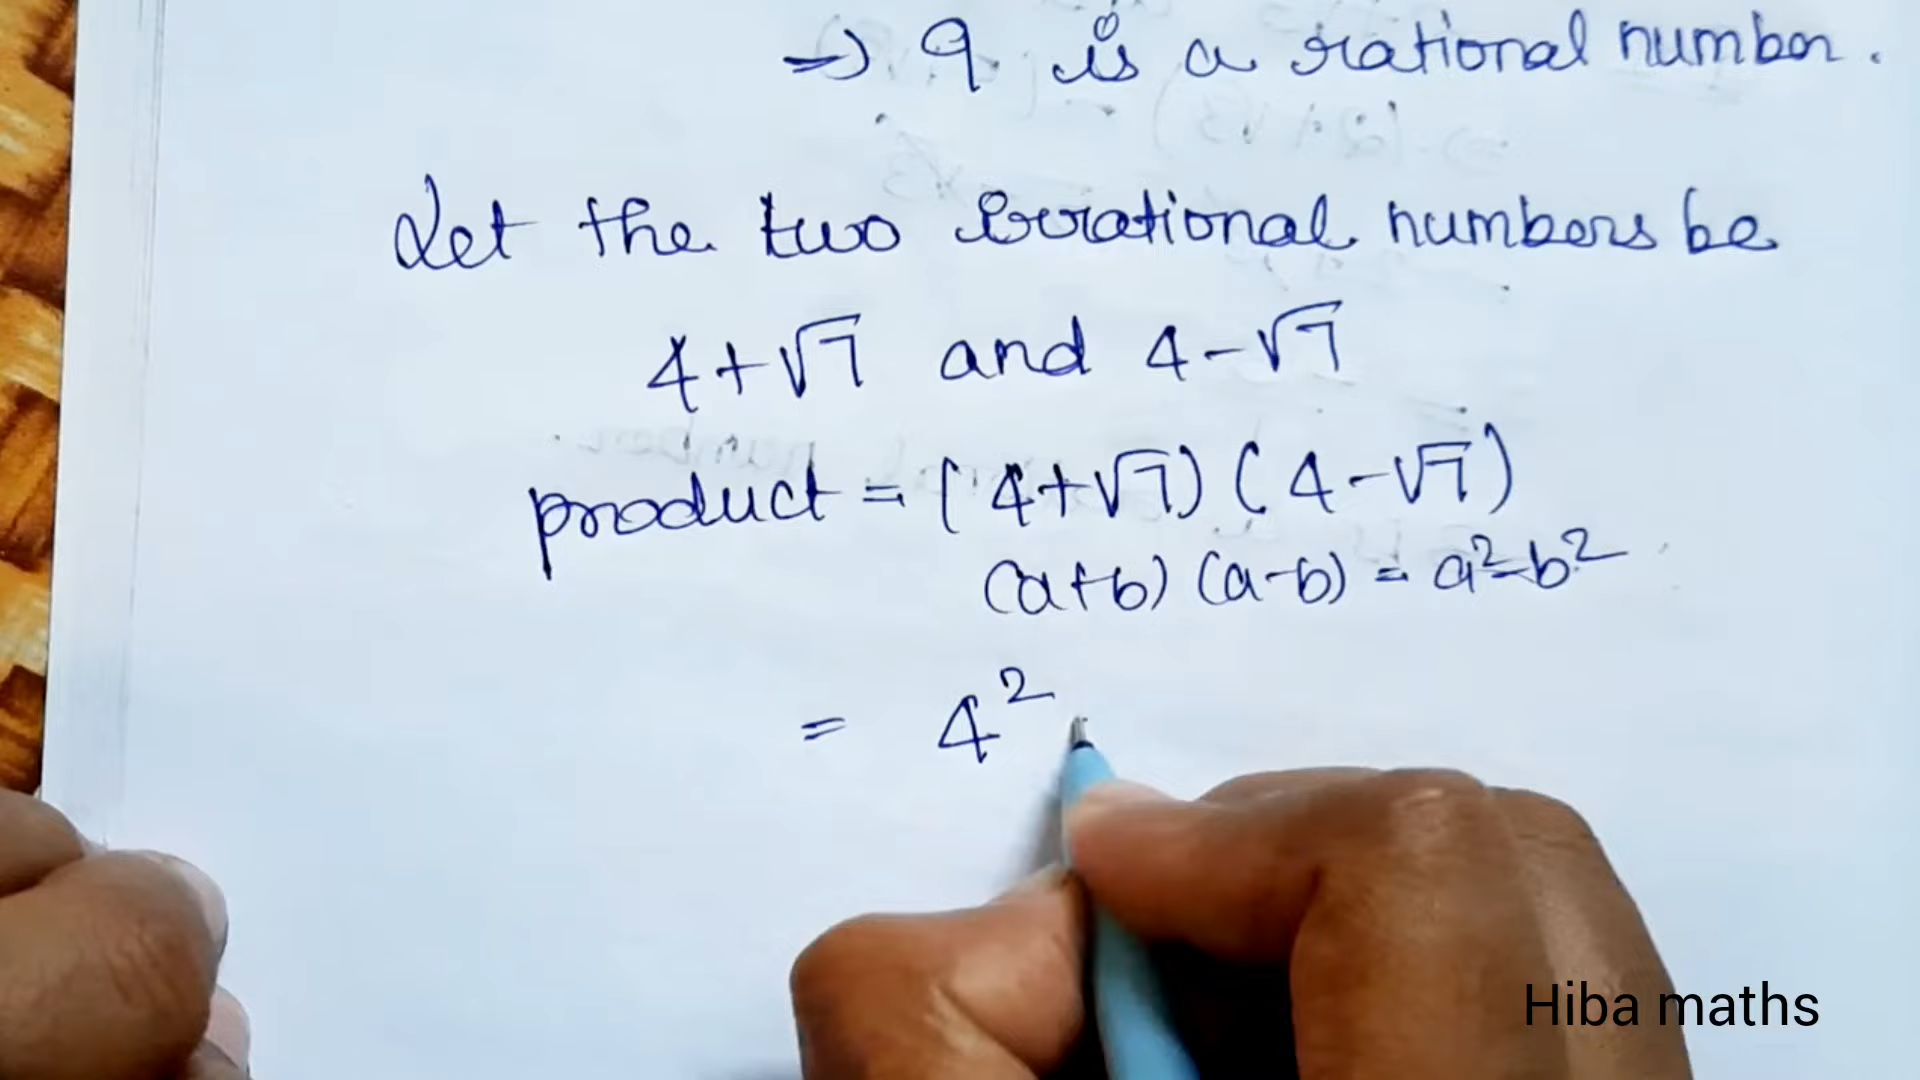 ⇒ 9 is a rational number.
Let the two irrational numbers be
4+√7 and 4-√7
product = (4+√7) (4-√7)
(a+b) (a-b) = a²-b²
= 4²
Hiba maths